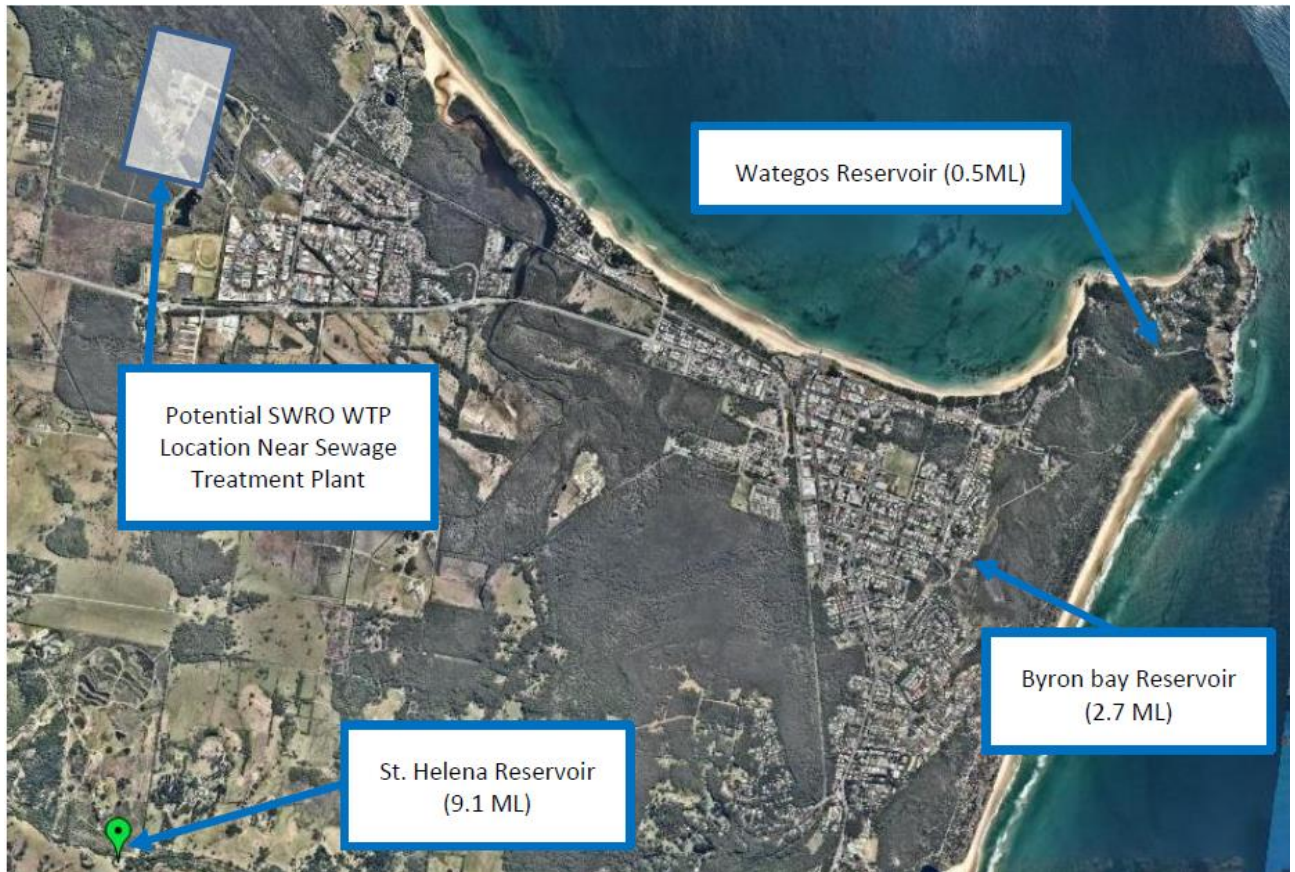 Wategos Reservoir (0.5ML)
Potential SWRO WTP
Location Near Sewage
Treatment Plant
Byron bay Reservoir
(2.7 ML)
St. Helena Reservoir
(9.1 ML)